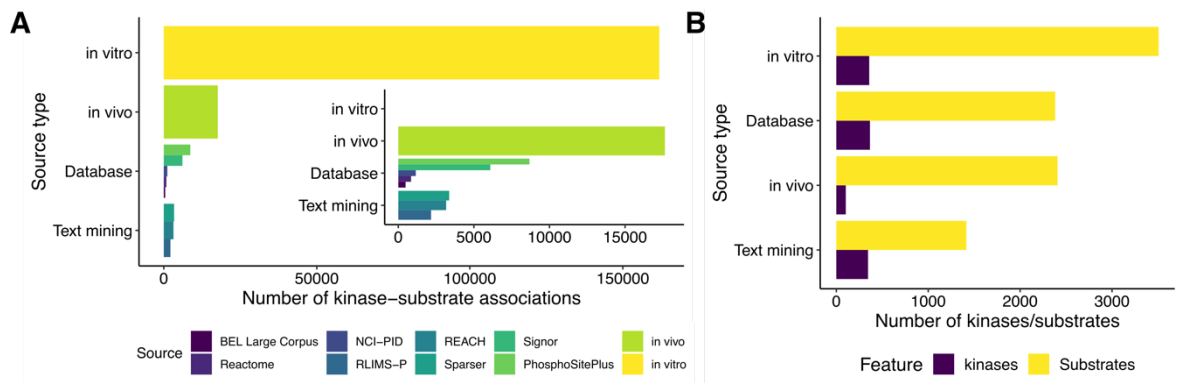 A
B
Source type
in vitro
in vivo
Database
Text mining
0
50000
100000
150000
Number of kinase−substrate associations
in vitro
in vivo
Database
Text mining
0
5000
10000
15000
Source
BEL Large Corpus
NCI−PID
REACH
Signor
in vivo
Reactome
RLIMS−P
Sparser
PhosphoSitePlus
in vitro
Source type
in vitro
Database
in vivo
Text mining
0
1000
2000
3000
Number of kinases/substrates
Feature
kinases
Substrates